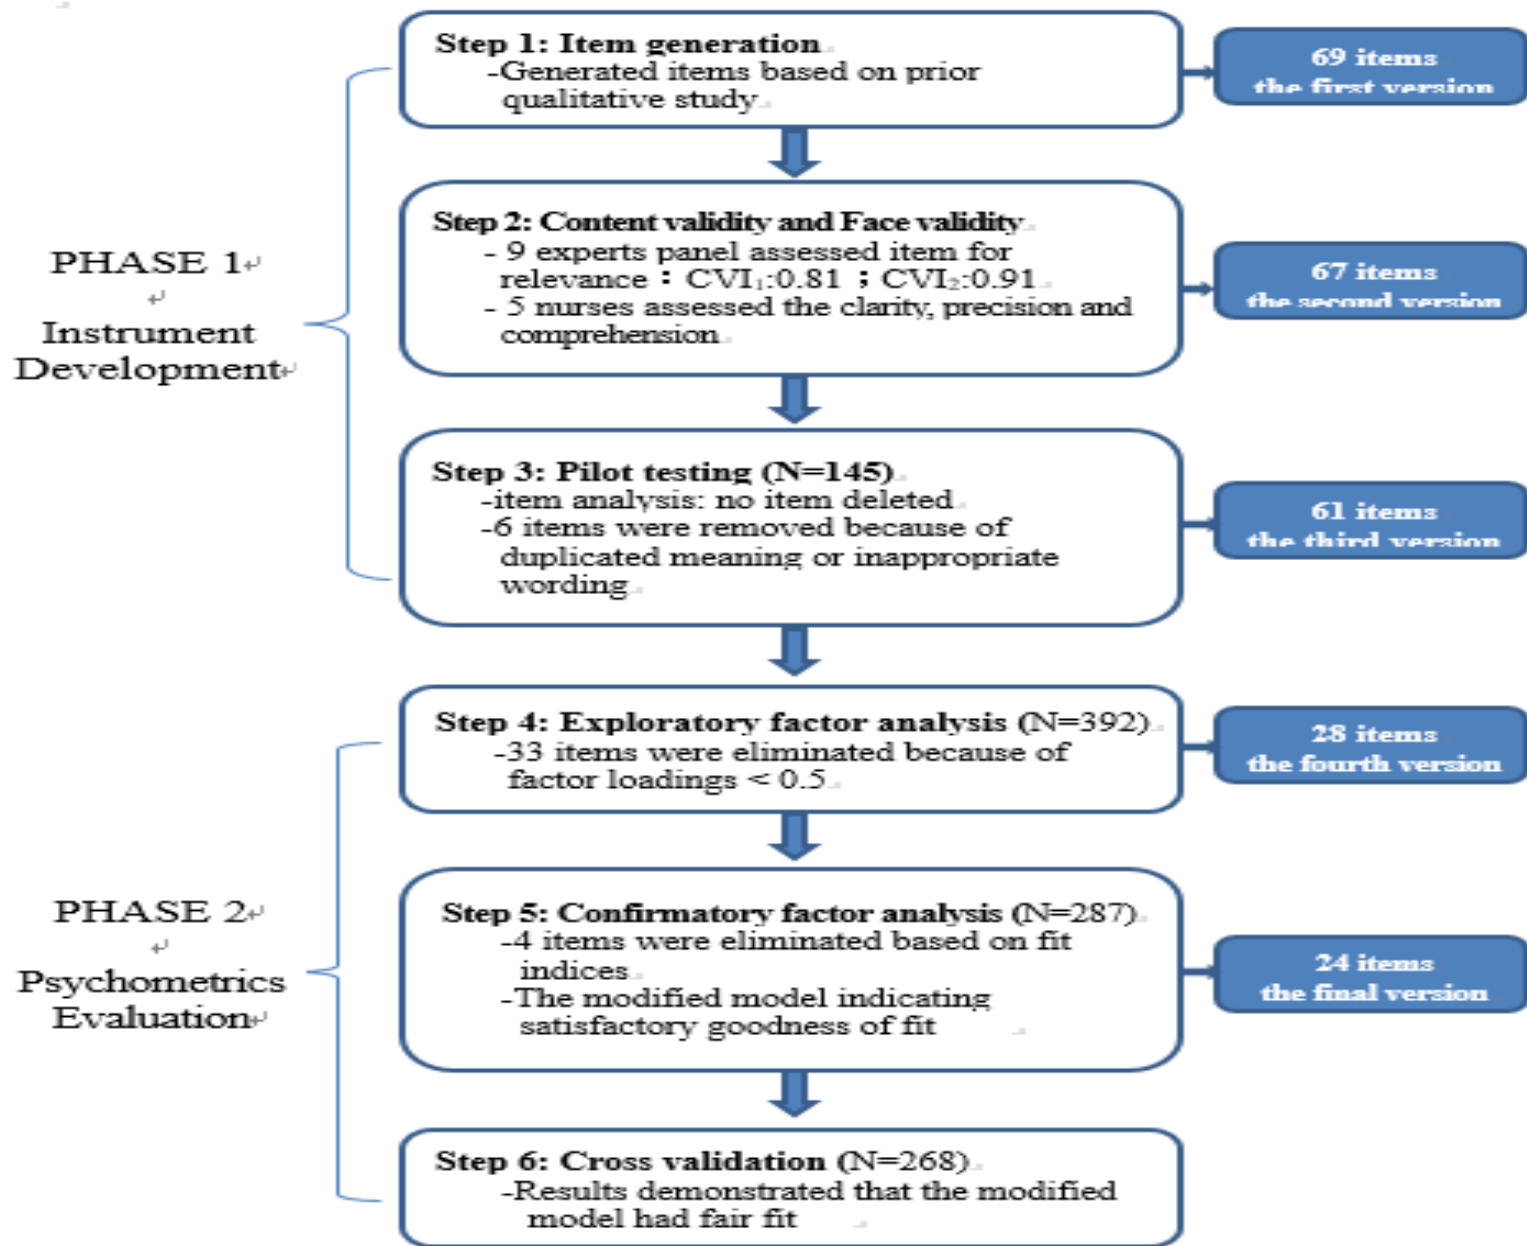 Step 1: Item generation
-Generated items based on prior
qualitative study
69 items
the first version
PHASE 1
Instrument
Development
Step 2: Content validity and Face validity
- 9 experts panel assessed item for
relevance：CVI₁:0.81；CVI₂:0.91
- 5 nurses assessed the clarity, precision and
comprehension
67 items
the second version
Step 3: Pilot testing (N=145)
-item analysis: no item deleted
-6 items were removed because of
duplicated meaning or inappropriate
wording
61 items
the third version
Step 4: Exploratory factor analysis (N=392)
-33 items were eliminated because of
factor loadings < 0.5
28 items
the fourth version
PHASE 2
Psychometrics
Evaluation
Step 5: Confirmatory factor analysis (N=287)
-4 items were eliminated based on fit
indices
-The modified model indicating
satisfactory goodness of fit
24 items
the final version
Step 6: Cross validation (N=268)
-Results demonstrated that the modified
model had fair fit